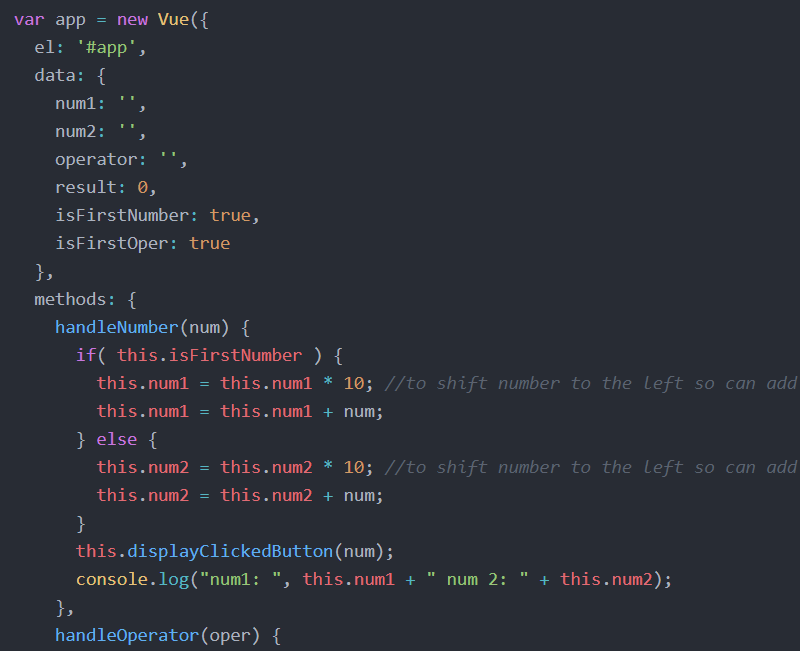 var app = new Vue({
  el: '#app',
  data: {
    num1: '',
    num2: '',
    operator: '',
    result: 0,
    isFirstNumber: true,
    isFirstOper: true
  },
  methods: {
    handleNumber(num) {
      if( this.isFirstNumber ) {
        this.num1 = this.num1 * 10; //to shift number to the left so can add
        this.num1 = this.num1 + num;
      } else {
        this.num2 = this.num2 * 10; //to shift number to the left so can add
        this.num2 = this.num2 + num;
      }
      this.displayClickedButton(num);
      console.log("num1: ", this.num1 + " num 2: " + this.num2);
    },
    handleOperator(oper) {